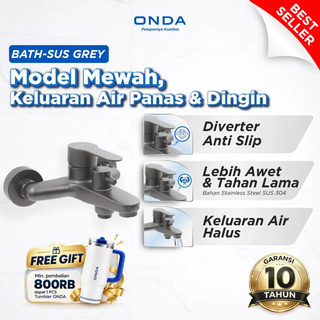 ONDA
Pelopornya Kualitas
BEST
SELLER
BATH-SUS GREY
Model Mewah,
Keluaran Air Panas & Dingin
Diverter
Anti Slip
Lebih Awet
& Tahan Lama
Bahan Stainless Steel SUS 304
Keluaran Air
Halus
FREE GIFT
Min. pembelian
800RB
dapat 1 PCS
Tumbler ONDA
ONDA
GARANSI
10
TAHUN